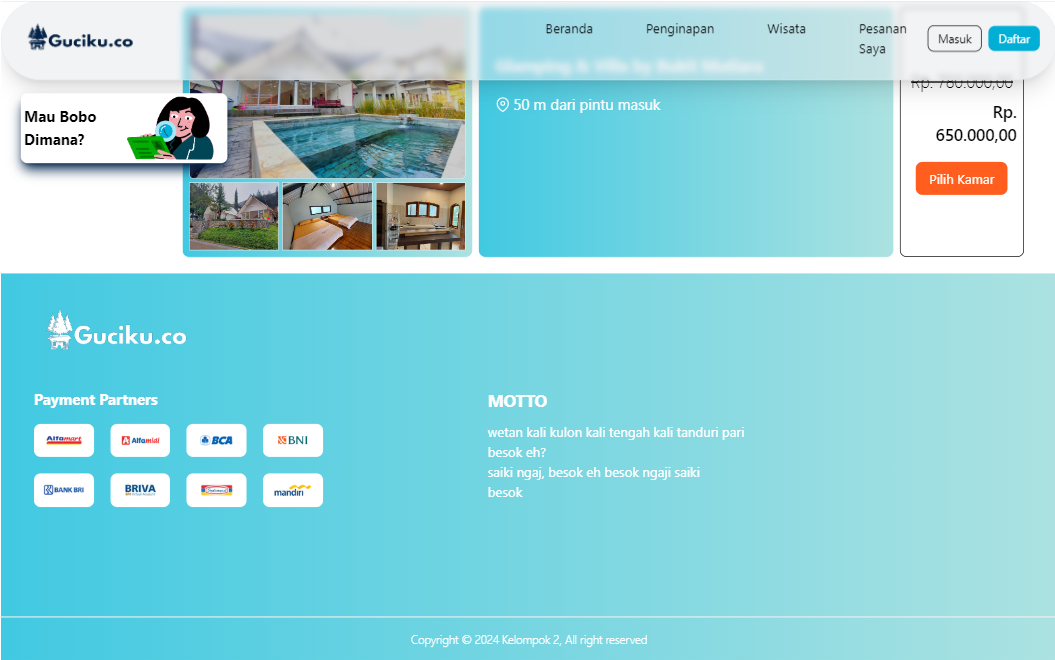 Guciku.co
Beranda
Penginapan
Wisata
Pesanan
Saya
Masuk
Daftar
Mau Bobo
Dimana?
50 m dari pintu masuk
Rp. 780.000,00
Rp.
650.000,00
Pilih Kamar
Guciku.co
Payment Partners
Alfamart
Alfamidi
BCA
BNI
BANK BRI
BRIVA
mandiri
MOTTO
wetan kali kulon kali tengah kali tanduri pari
besok eh?
saiki ngaj, besok eh besok ngaji saiki
besok
Copyright © 2024 Kelompok 2, All right reserved